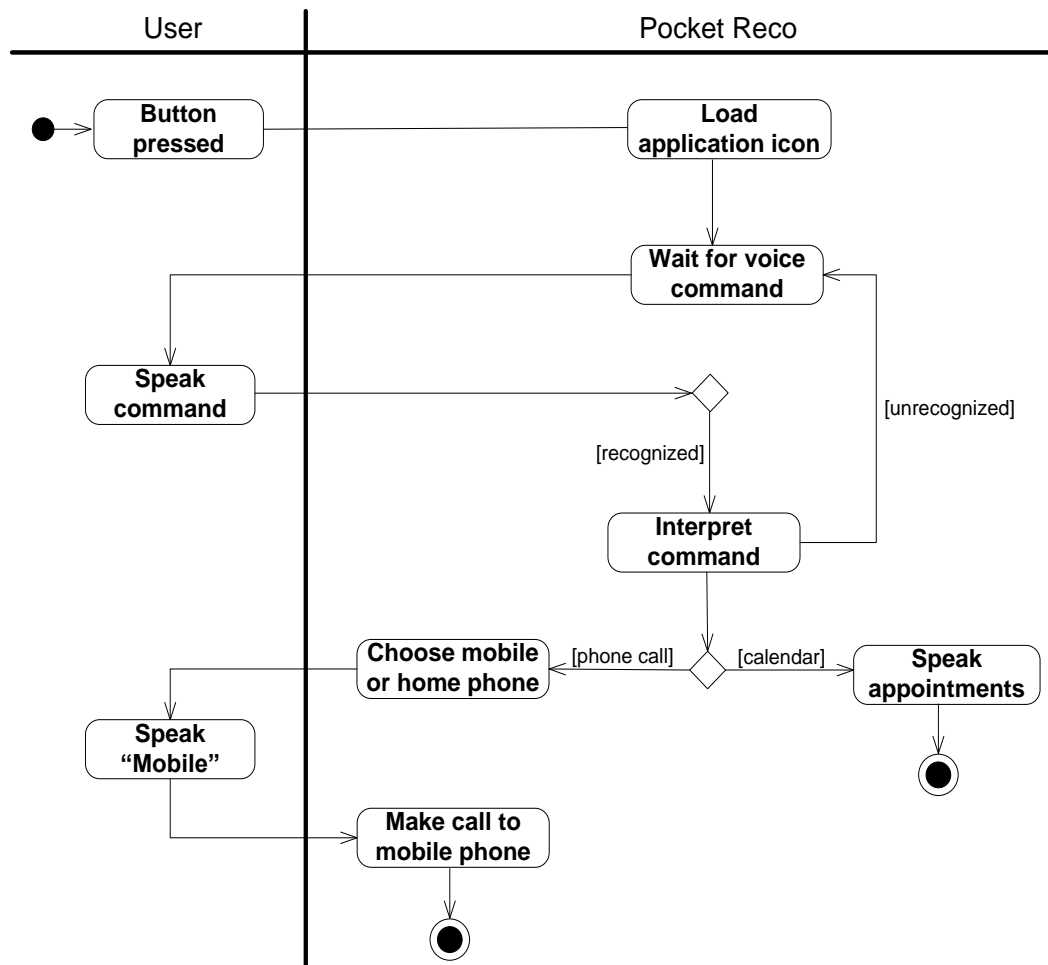 User
Pocket Reco
Button
pressed
Load
application icon
Wait for voice
command
Speak
command
[unrecognized]
[recognized]
Interpret
command
Choose mobile
or home phone
[phone call]
[calendar]
Speak
appointments
Speak
“Mobile”
Make call to
mobile phone